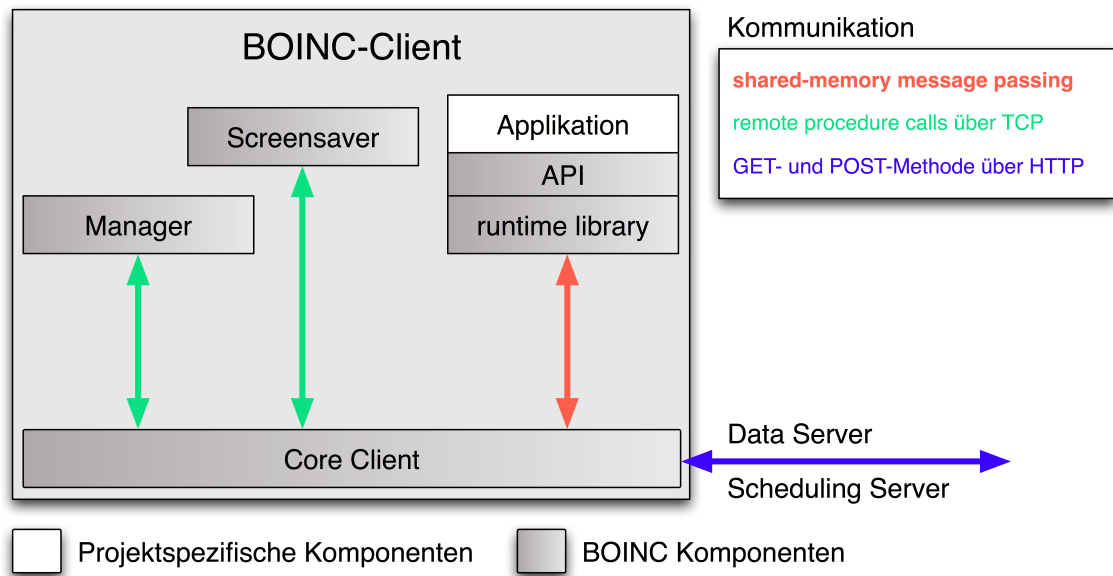 BOINC-Client
Screensaver
Applikation
API
runtime library
Manager
Core Client
Kommunikation
shared-memory message passing
remote procedure calls über TCP
GET- und POST-Methode über HTTP
Data Server
Scheduling Server
Projektspezifische Komponenten
BOINC Komponenten